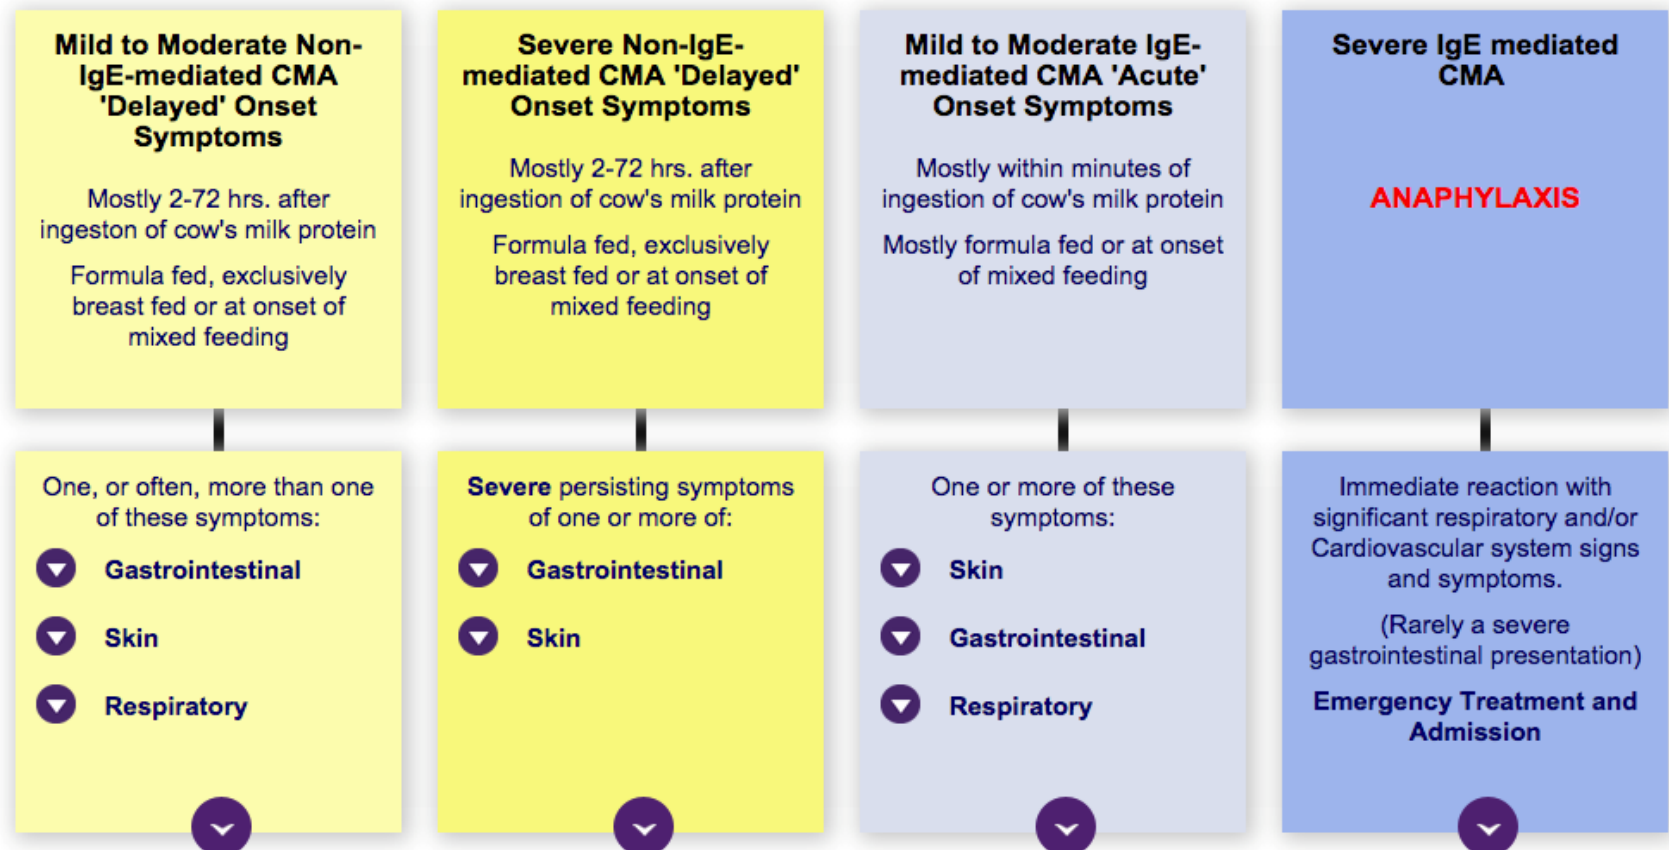 Mild to Moderate Non-
IgE-mediated CMA
'Delayed' Onset
Symptoms
Mostly 2-72 hrs. after
ingeston of cow's milk protein
Formula fed, exclusively
breast fed or at onset of
mixed feeding
Severe Non-IgE-
mediated CMA 'Delayed'
Onset Symptoms
Mostly 2-72 hrs. after
ingestion of cow's milk protein
Formula fed, exclusively
breast fed or at onset of
mixed feeding
Mild to Moderate IgE-
mediated CMA 'Acute'
Onset Symptoms
Mostly within minutes of
ingestion of cow's milk protein
Mostly formula fed or at onset
of mixed feeding
Severe IgE mediated
CMA
ANAPHYLAXIS
One, or often, more than one
of these symptoms:
Gastrointestinal
Skin
Respiratory
Severe persisting symptoms
of one or more of:
Gastrointestinal
Skin
One or more of these
symptoms:
Skin
Gastrointestinal
Respiratory
Immediate reaction with
significant respiratory and/or
Cardiovascular system signs
and symptoms.
(Rarely a severe
gastrointestinal presentation)
Emergency Treatment and
Admission